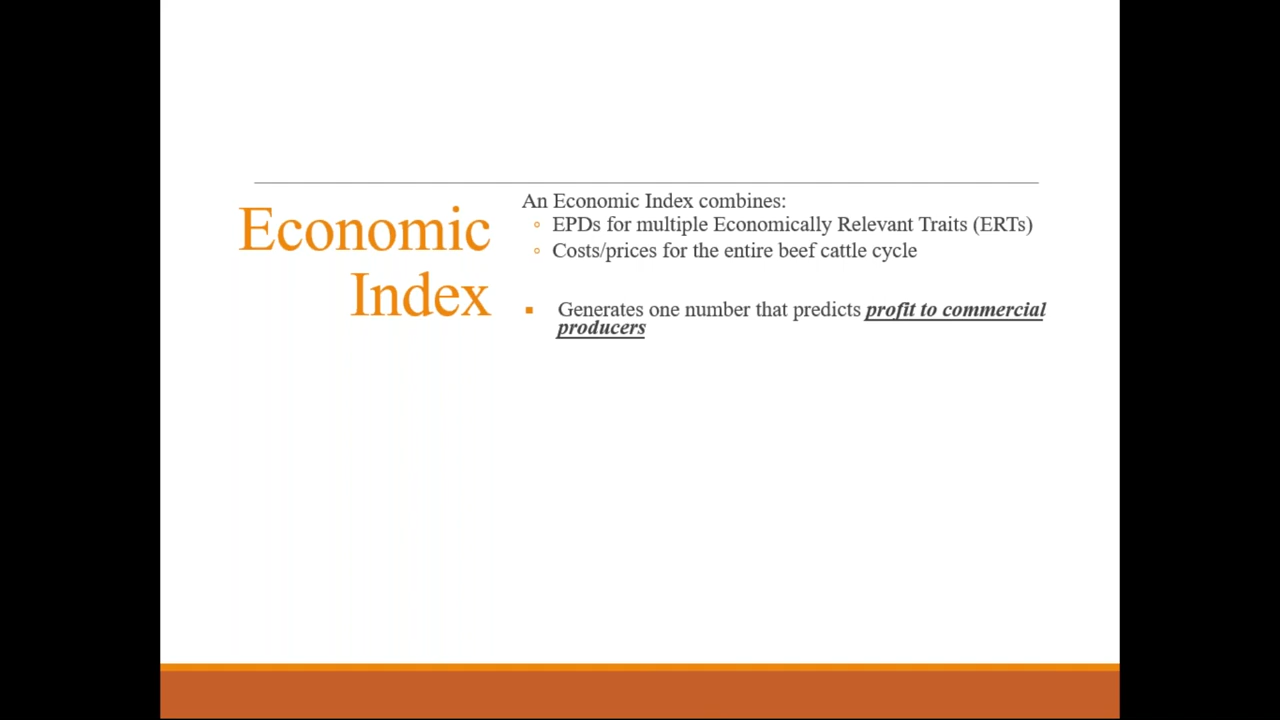 Economic
Index
An Economic Index combines:
◦ EPDs for multiple Economically Relevant Traits (ERTs)
◦ Costs/prices for the entire beef cattle cycle
▪ Generates one number that predicts profit to commercial
producers